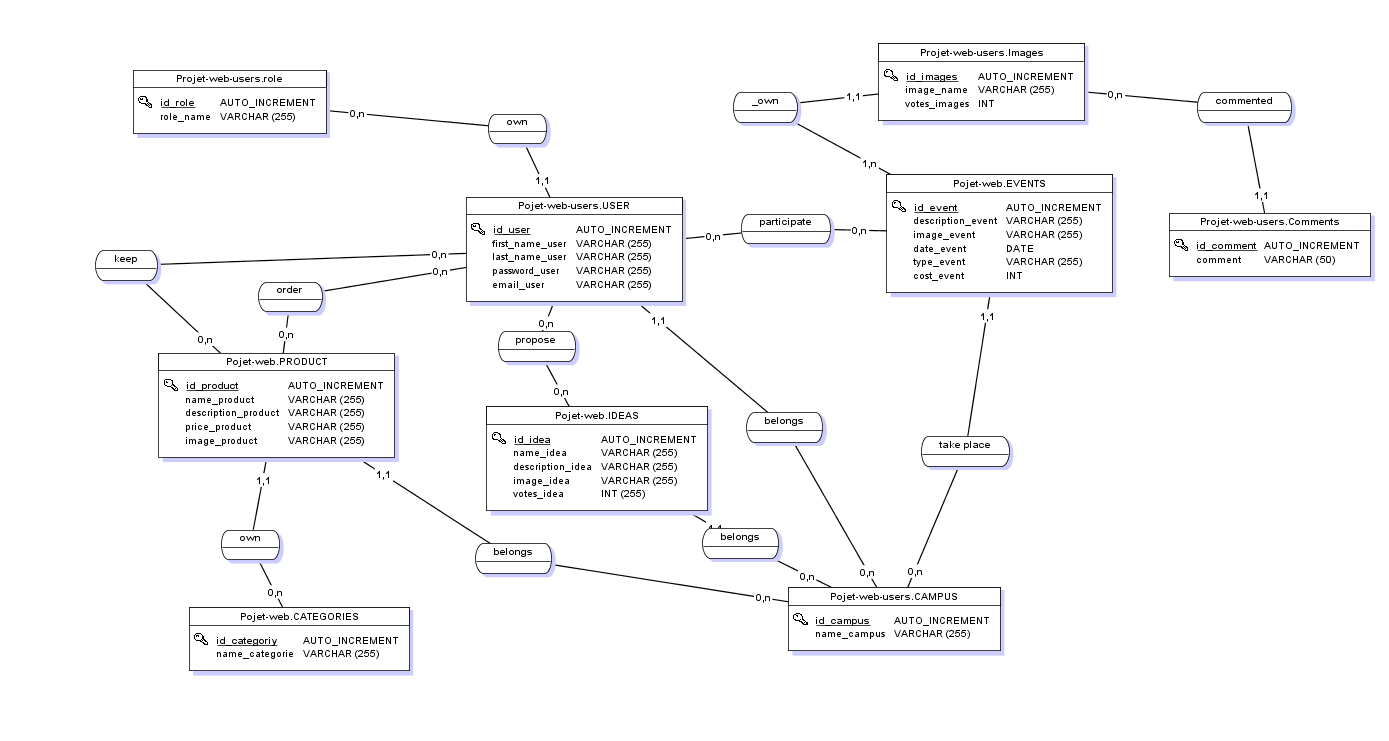 Projet-web-users.Images
id_images AUTO_INCREMENT
image_name VARCHAR (255)
votes_images INT
Projet-web-users.role
id_role AUTO_INCREMENT
role_name VARCHAR (255)
_own
1,1
0,n
commented
0,n
own
1,n
1,1
1,1
Pojet-web.EVENTS
id_event AUTO_INCREMENT
description_event VARCHAR (255)
image_event VARCHAR (255)
date_event DATE
type_event VARCHAR (255)
cost_event INT
Pojet-web-users.USER
id_user AUTO_INCREMENT
first_name_user VARCHAR (255)
last_name_user VARCHAR (255)
password_user VARCHAR (255)
email_user VARCHAR (255)
participate
0,n
0,n
Projet-web-users.Comments
id_comment AUTO_INCREMENT
comment VARCHAR (50)
keep
0,n
0,n
order
0,n
0,n
0,n
propose
0,n
1,1
1,1
Pojet-web.PRODUCT
id_product AUTO_INCREMENT
name_product VARCHAR (255)
description_product VARCHAR (255)
price_product VARCHAR (255)
image_product VARCHAR (255)
Pojet-web.IDEAS
id_idea AUTO_INCREMENT
name_idea VARCHAR (255)
description_idea VARCHAR (255)
image_idea VARCHAR (255)
votes_idea INT (255)
belongs
take place
1,1
1,1
1,1
own
belongs
belongs
0,n
0,n
0,n
0,n
0,n
Pojet-web-users.CAMPUS
id_campus AUTO_INCREMENT
name_campus VARCHAR (255)
Pojet-web.CATEGORIES
id_categoriy AUTO_INCREMENT
name_categorie VARCHAR (255)